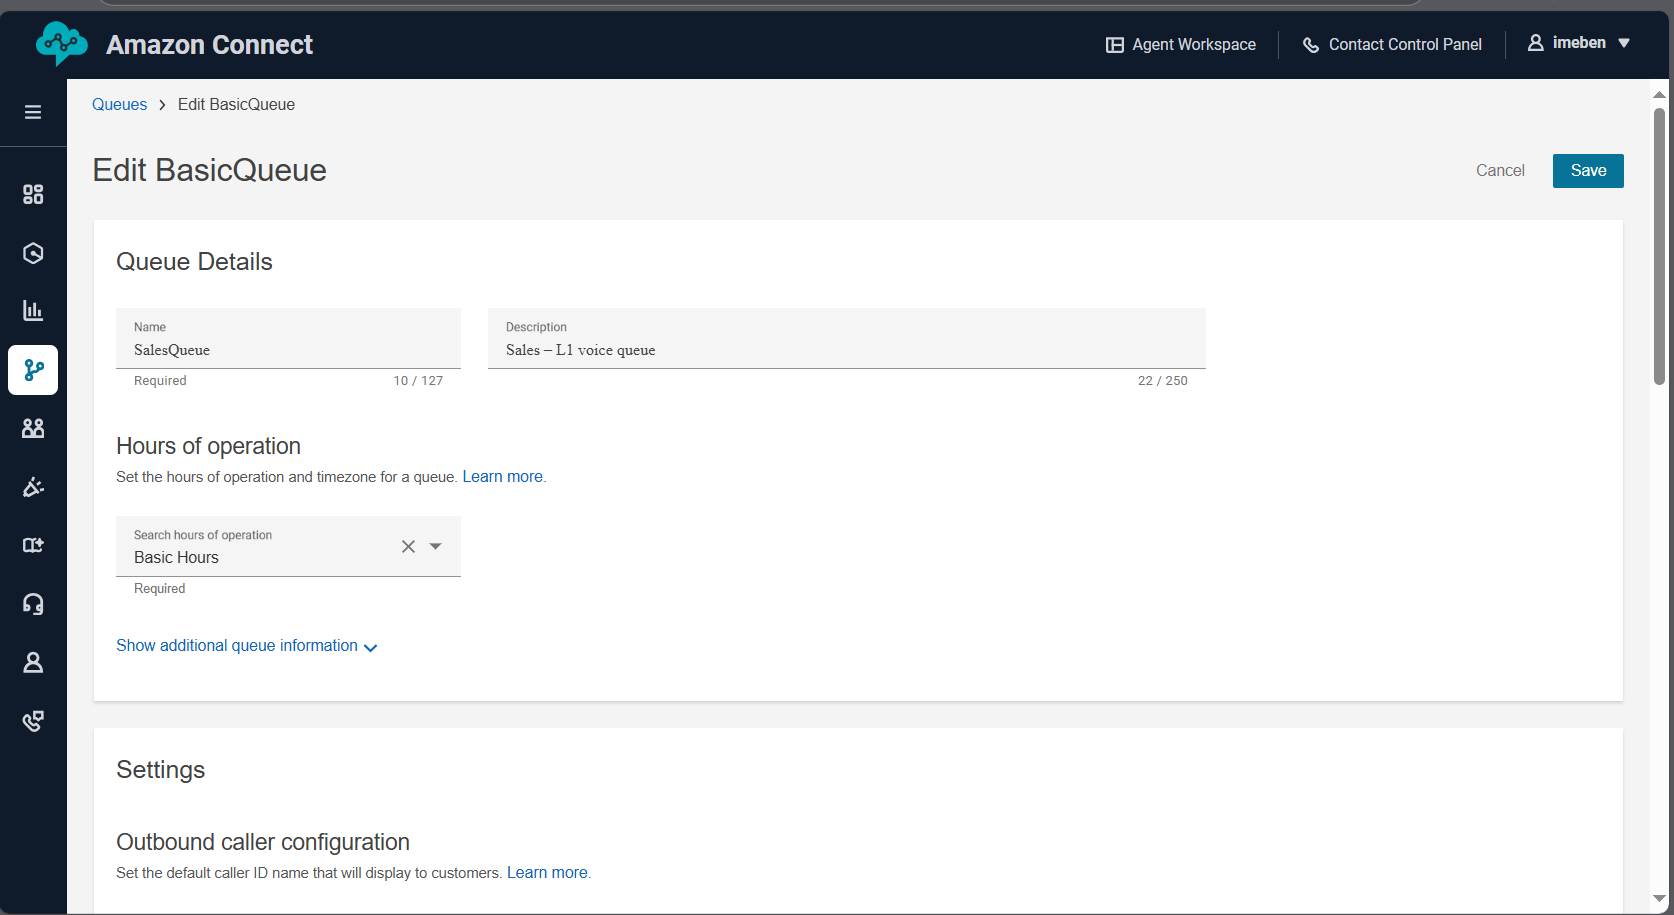 Amazon Connect
Agent Workspace
Contact Control Panel
imeben
Queues > Edit BasicQueue
Edit BasicQueue
Cancel
Save
Queue Details
Name
SalesQueue
Required
10 / 127
Description
Sales – L1 voice queue
22 / 250
Hours of operation
Set the hours of operation and timezone for a queue. Learn more.
Search hours of operation
Basic Hours
Required
Show additional queue information
Settings
Outbound caller configuration
Set the default caller ID name that will display to customers. Learn more.